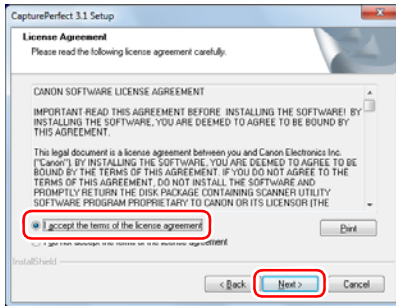 CapturePerfect 3.1 Setup
License Agreement
Please read the following license agreement carefully.
CANON SOFTWARE LICENSE AGREEMENT
IMPORTANT-READ THIS AGREEMENT BEFORE INSTALLING THE SOFTWARE! BY
INSTALLING THE SOFTWARE, YOU ARE DEEMED TO AGREE TO BE BOUND BY
THIS AGREEMENT.
This legal document is a license agreement between you and Canon Electronics Inc.
("Canon"). BY INSTALLING THE SOFTWARE, YOU ARE DEEMED TO AGREE TO BE
BOUND BY THE TERMS OF THIS AGREEMENT. IF YOU DO NOT AGREE TO THE
TERMS OF THIS AGREEMENT, DO NOT INSTALL THE SOFTWARE AND
PROMPTLY RETURN THE DISK PACKAGE CONTAINING SCANNER UTILITY
SOFTWARE PROGRAM PROPRIETARY TO CANON OR ITS LICENSOR (THE
I accept the terms of the license agreement
Print
I do not accept the terms of the license agreement
InstallShield
< Back
Next >
Cancel